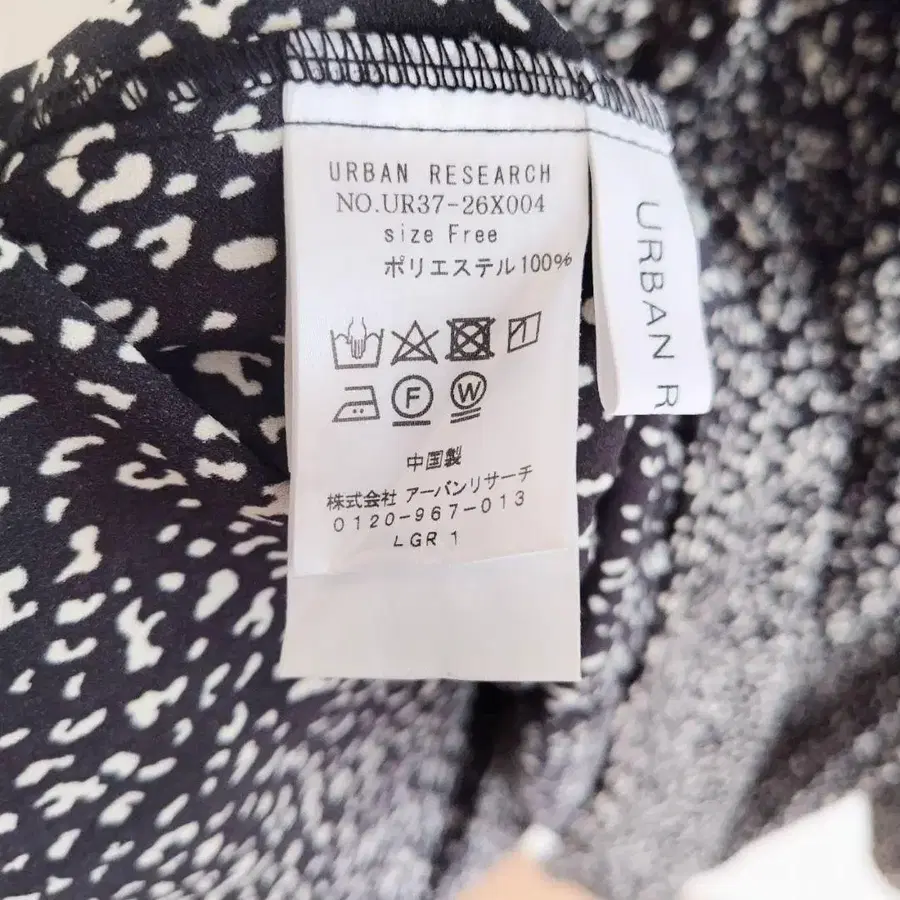 URBAN RESEARCH
NO.UR37-26X004
size Free
ポリエステル100%
F
W
中国製
株式会社 アーバンリサーチ
0120-967-013
LGR 1
URBAN R